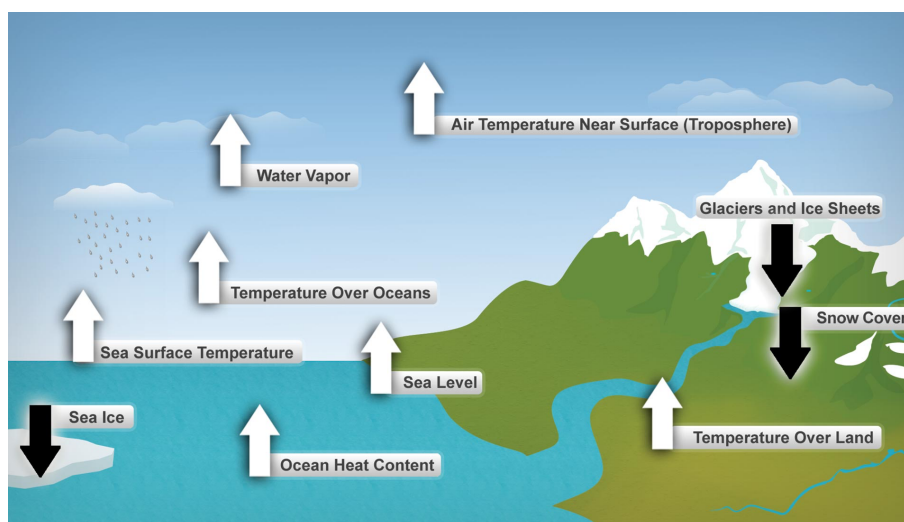 Air Temperature Near Surface (Troposphere)
Water Vapor
Glaciers and Ice Sheets
Temperature Over Oceans
Snow Cover
Sea Surface Temperature
Sea Level
Sea Ice
Temperature Over Land
Ocean Heat Content